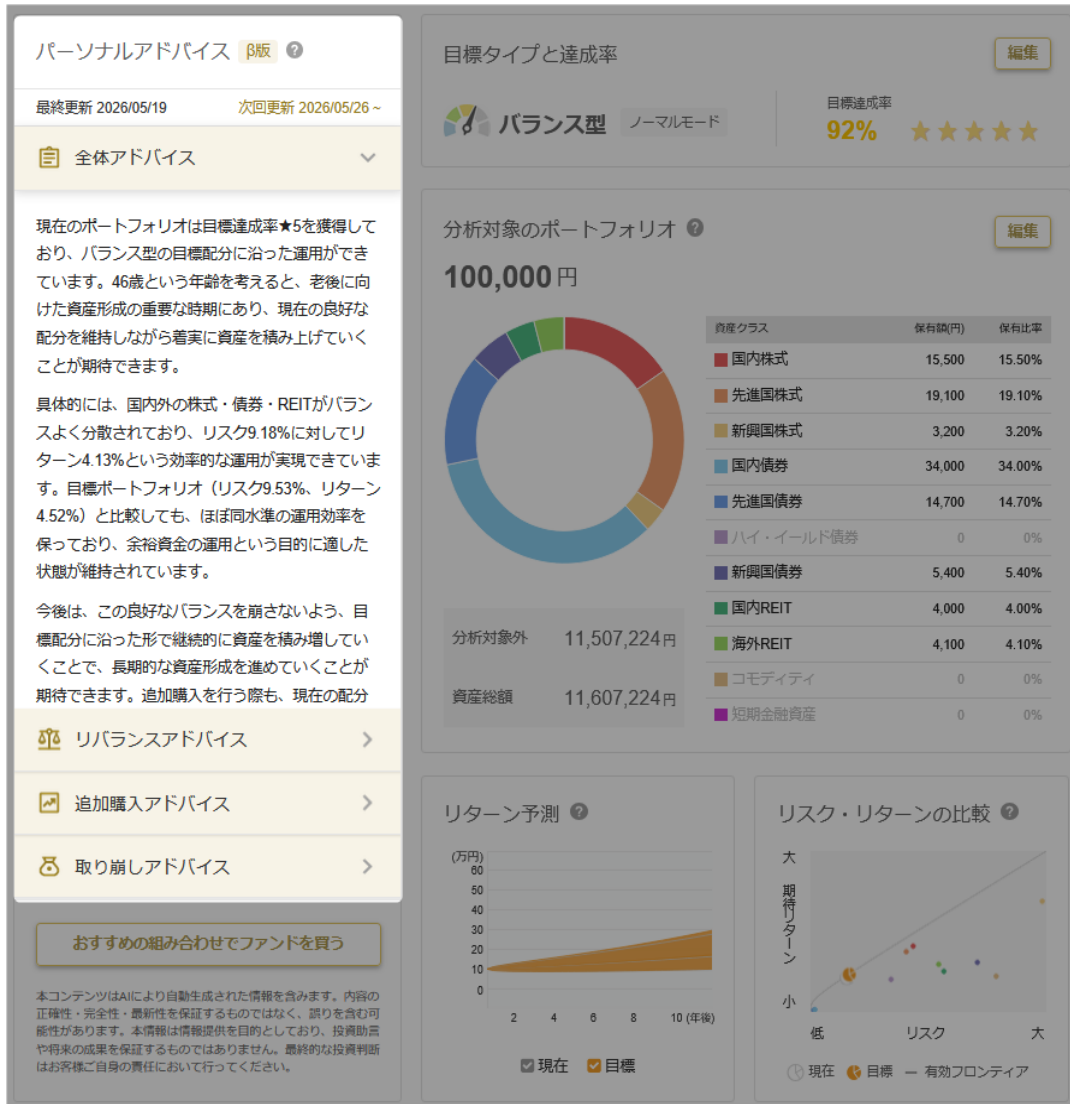 パーソナルアドバイス β版 ?
最終更新 2026/05/19 次回更新 2026/05/26 ~
全体アドバイス
現在のポートフォリオは目標達成率★5を獲得して
おり、バランス型の目標配分に沿った運用ができ
ています。46歳という年齢を考えると、老後に向
けた資産形成の重要な時期にあり、現在の良好な
配分を維持しながら着実に資産を積み上げていく
ことが期待できます。
具体的には、国内外の株式・債券・REITがバラン
スよく分散されており、リスク9.18%に対してリ
ターン4.13%という効率的な運用が実現できていま
す。目標ポートフォリオ（リスク9.53%、リターン
4.52%）と比較しても、ほぼ同水準の運用効率を
保っており、余裕資金の運用という目的に適した
状態が維持されています。
今後は、この良好なバランスを崩さないよう、目
標配分に沿った形で継続的に資産を積み増してい
くことで、長期的な資産形成を進めていくことが
期待できます。追加購入を行う際も、現在の配分
リバランスアドバイス
追加購入アドバイス
取り崩しアドバイス
おすすめの組み合わせでファンドを買う
本コンテンツはAIにより自動生成された情報を含みます。内容の
正確性・完全性・最新性を保証するものではなく、誤りを含む可
能性があります。本情報は情報提供を目的としており、投資助言
や将来の成果を保証するものではありません。最終的な投資判断
はお客様ご自身の責任において行ってください。
目標タイプと達成率 編集
バランス型 ノーマルモード
目標達成率
92% ★★★★★
分析対象のポートフォリオ ? 編集
100,000円
資産クラス 保有額(円) 保有比率
国内株式 15,500 15.50%
先進国株式 19,100 19.10%
新興国株式 3,200 3.20%
国内債券 34,000 34.00%
先進国債券 14,700 14.70%
ハイ・イールド債券 0 0%
新興国債券 5,400 5.40%
国内REIT 4,000 4.00%
海外REIT 4,100 4.10%
コモディティ 0 0%
短期金融資産 0 0%
分析対象外 11,507,224円
資産総額 11,607,224円
リターン予測 ?
(万円)
60
50
40
30
20
10
0
2 4 6 8 10 (年後)
現在 目標
リスク・リターンの比較 ?
大
期待リターン
小
低 リスク 大
現在 目標 ー 有効フロンティア